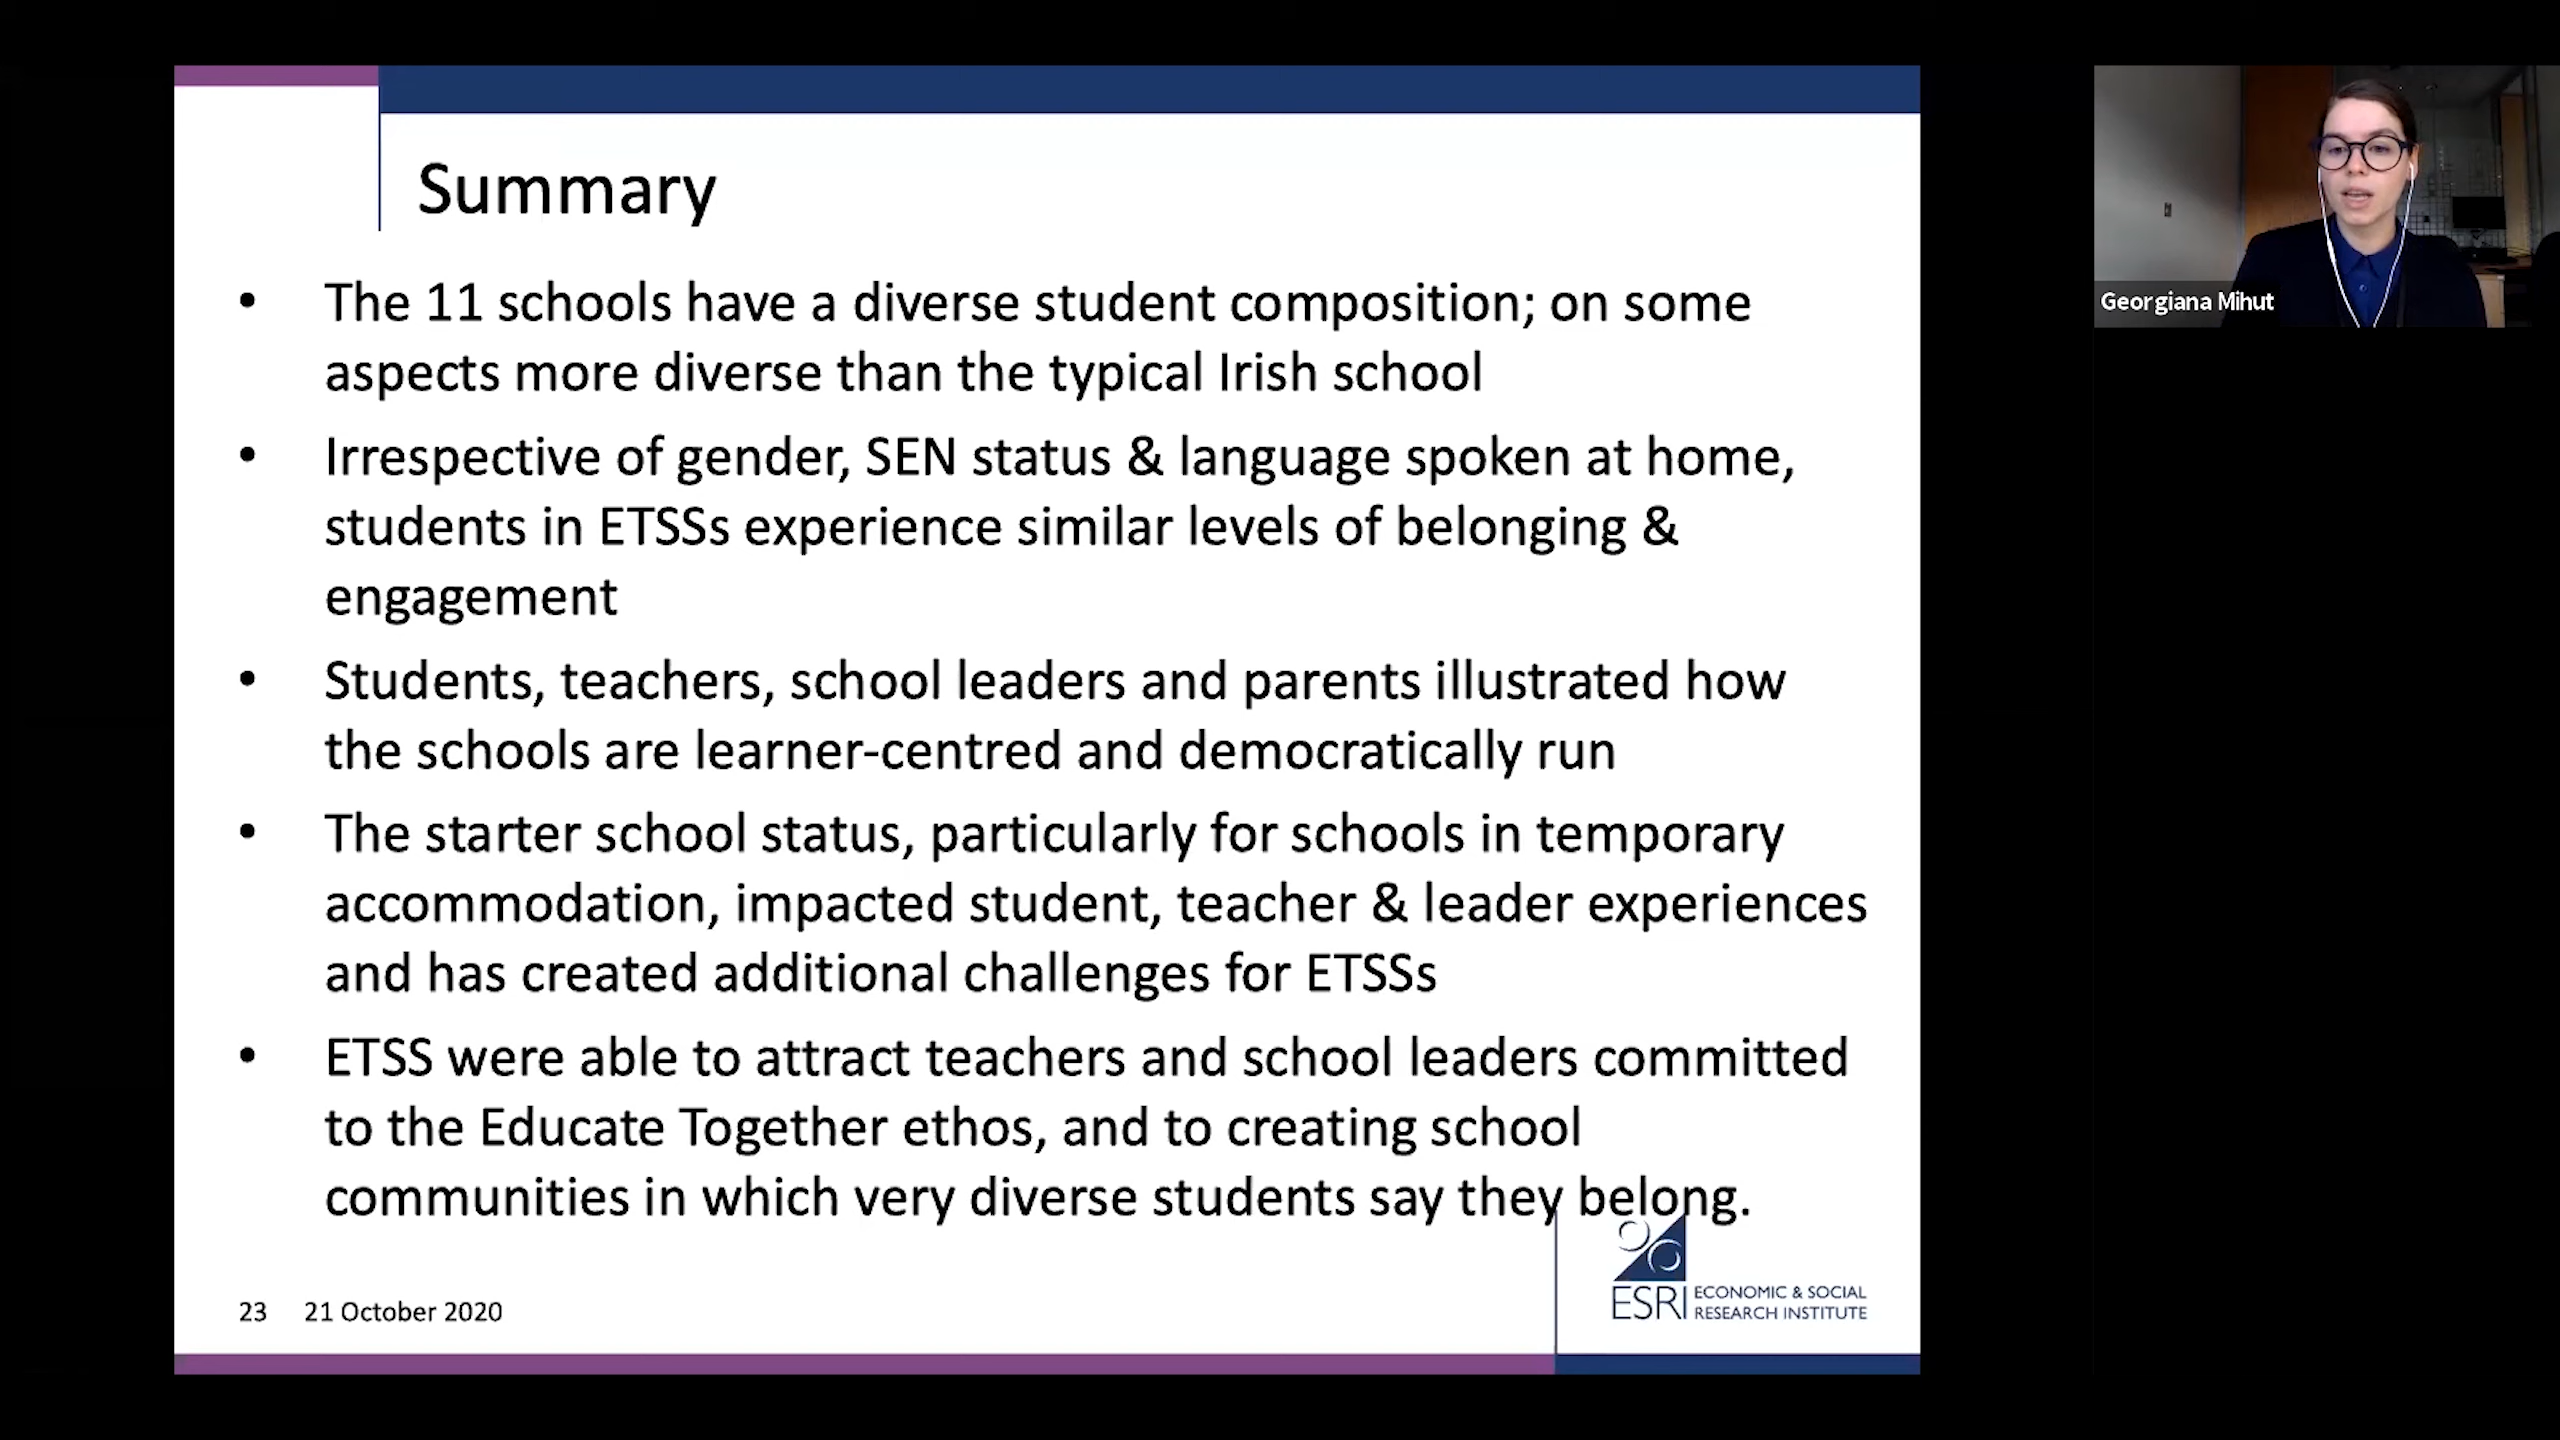 Summary
• The 11 schools have a diverse student composition; on some
aspects more diverse than the typical Irish school
• Irrespective of gender, SEN status & language spoken at home,
students in ETSSs experience similar levels of belonging &
engagement
• Students, teachers, school leaders and parents illustrated how
the schools are learner-centred and democratically run
• The starter school status, particularly for schools in temporary
accommodation, impacted student, teacher & leader experiences
and has created additional challenges for ETSSs
• ETSS were able to attract teachers and school leaders committed
to the Educate Together ethos, and to creating school
communities in which very diverse students say they belong.
23 21 October 2020
ESRI ECONOMIC & SOCIAL
RESEARCH INSTITUTE
Georgiana Mihut